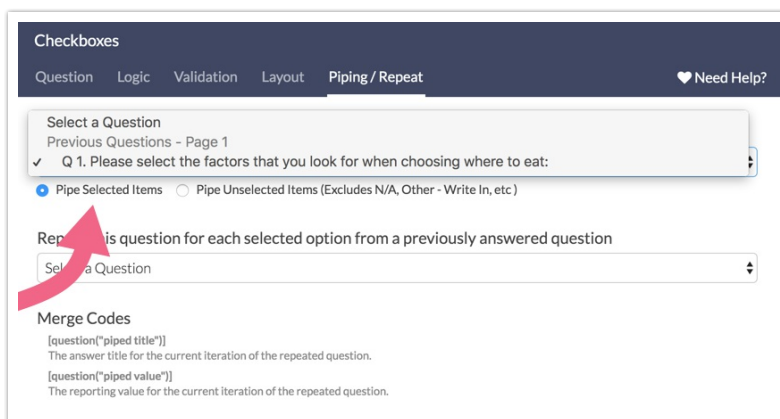 Checkboxes
Question Logic Validation Layout Piping / Repeat Need Help?
Select a Question
Previous Questions - Page 1
✓ Q 1. Please select the factors that you look for when choosing where to eat:
Pipe Selected Items Pipe Unselected Items (Excludes N/A, Other - Write In, etc )
is question for each selected option from a previously answered question
a Question
Merge Codes
[question("piped title")]
The answer title for the current iteration of the repeated question.
[question("piped value")]
The reporting value for the current iteration of the repeated question.